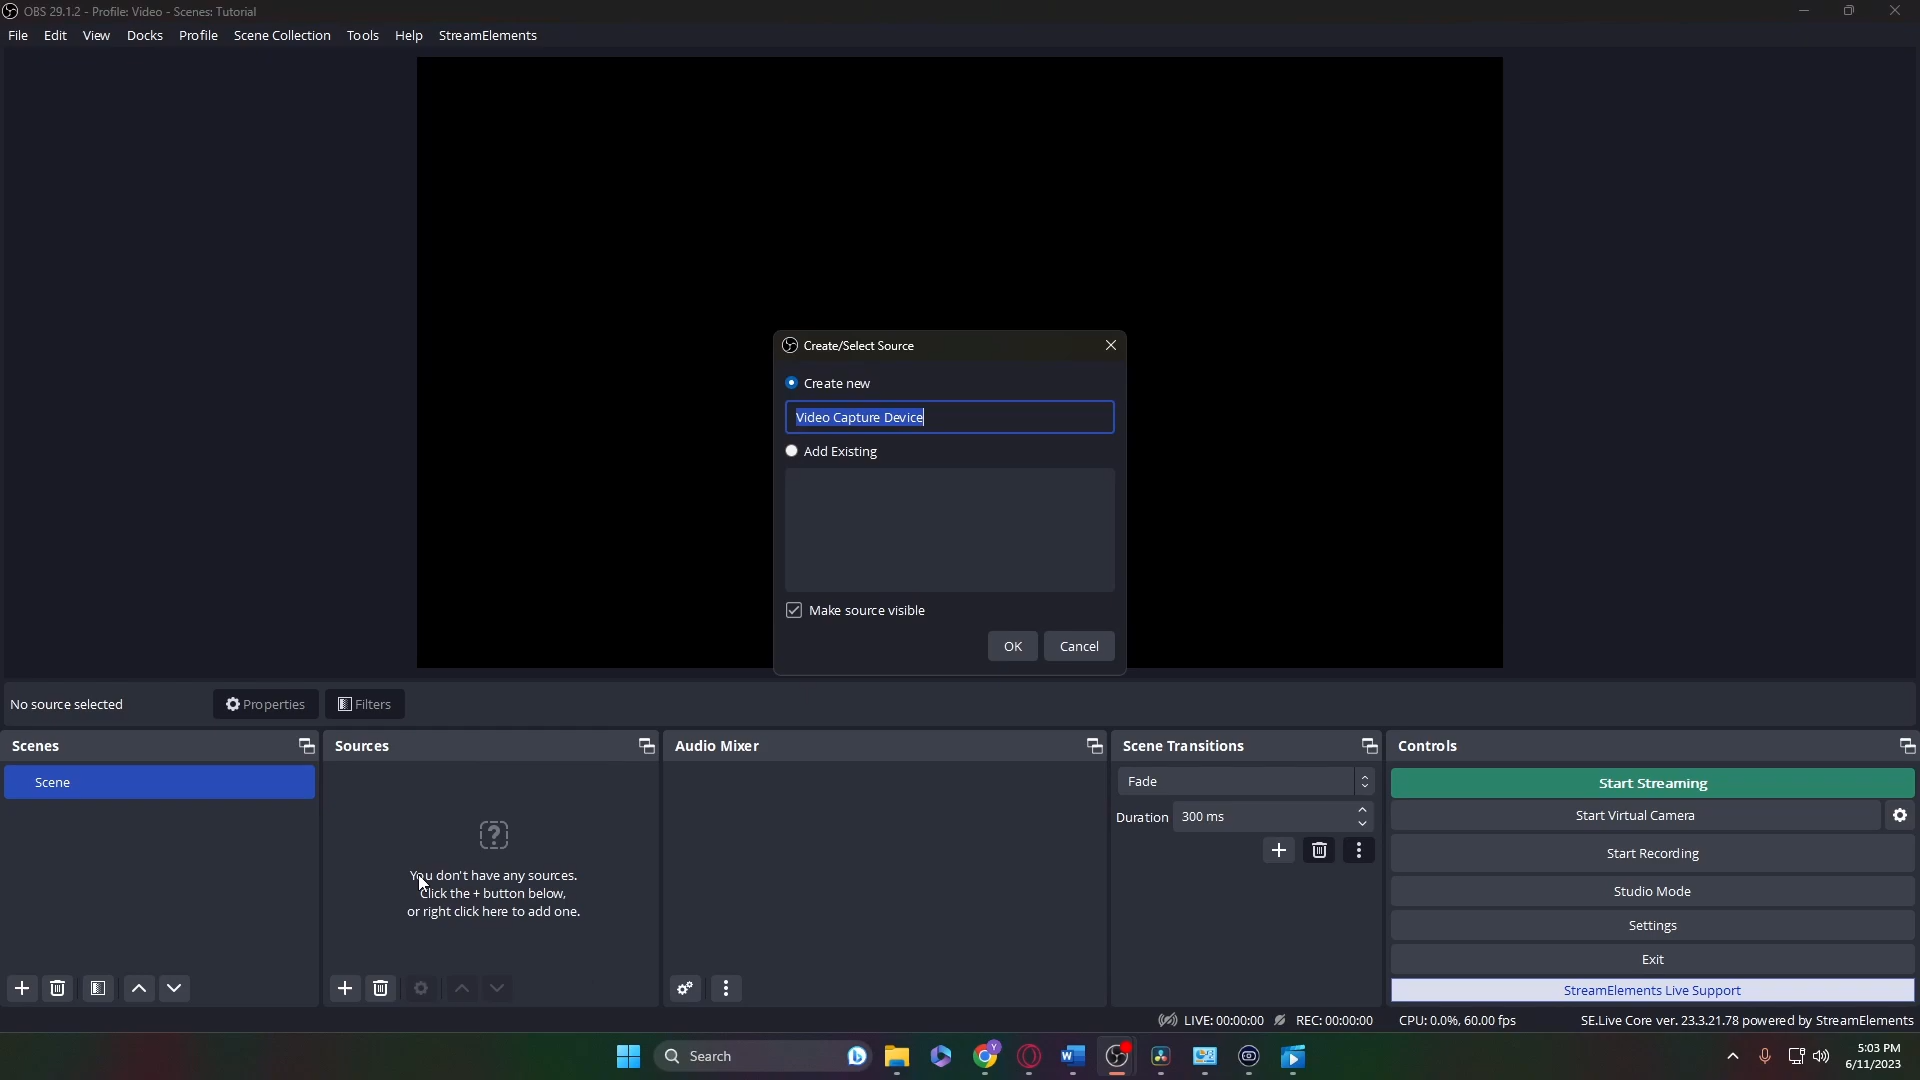 OBS 29.1.2 - Profile: Video - Scenes: Tutorial
File Edit View Docks Profile Scene Collection Tools Help StreamElements
Create/Select Source
Create new
Video Capture Device
Add Existing
Make source visible
OK Cancel
No source selected Properties Filters
Scenes
Scene
Sources
You don't have any sources.
Click the + button below,
or right click here to add one.
Audio Mixer
Scene Transitions
Fade
Duration 300 ms
Controls
Start Streaming
Start Virtual Camera
Start Recording
Studio Mode
Settings
Exit
StreamElements Live Support
LIVE: 00:00:00 REC: 00:00:00 CPU: 0.0%, 60.00 fps SE.Live Core ver. 23.3.21.78 powered by StreamElements
Search
5:03 PM
6/11/2023